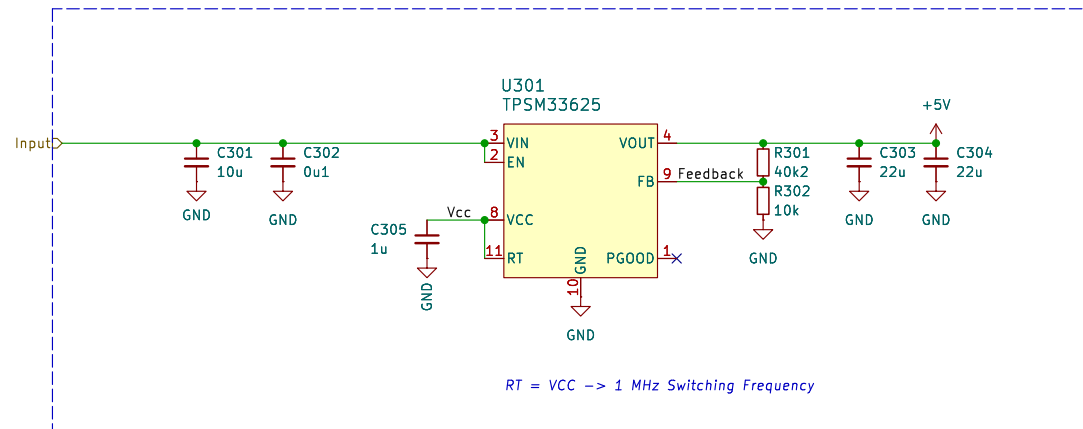 U301
TPSM33625
+5V
Input
3
VIN
4
VOUT
2
EN
C301
10u
C302
0u1
R301
40k2
C303
22u
C304
22u
9
FB
Feedback
R302
10k
GND
GND
GND
GND
Vcc
8
VCC
C305
1u
11
RT
GND
PGOOD
1
GND
GND
10
GND
RT = VCC -> 1 MHz Switching Frequency